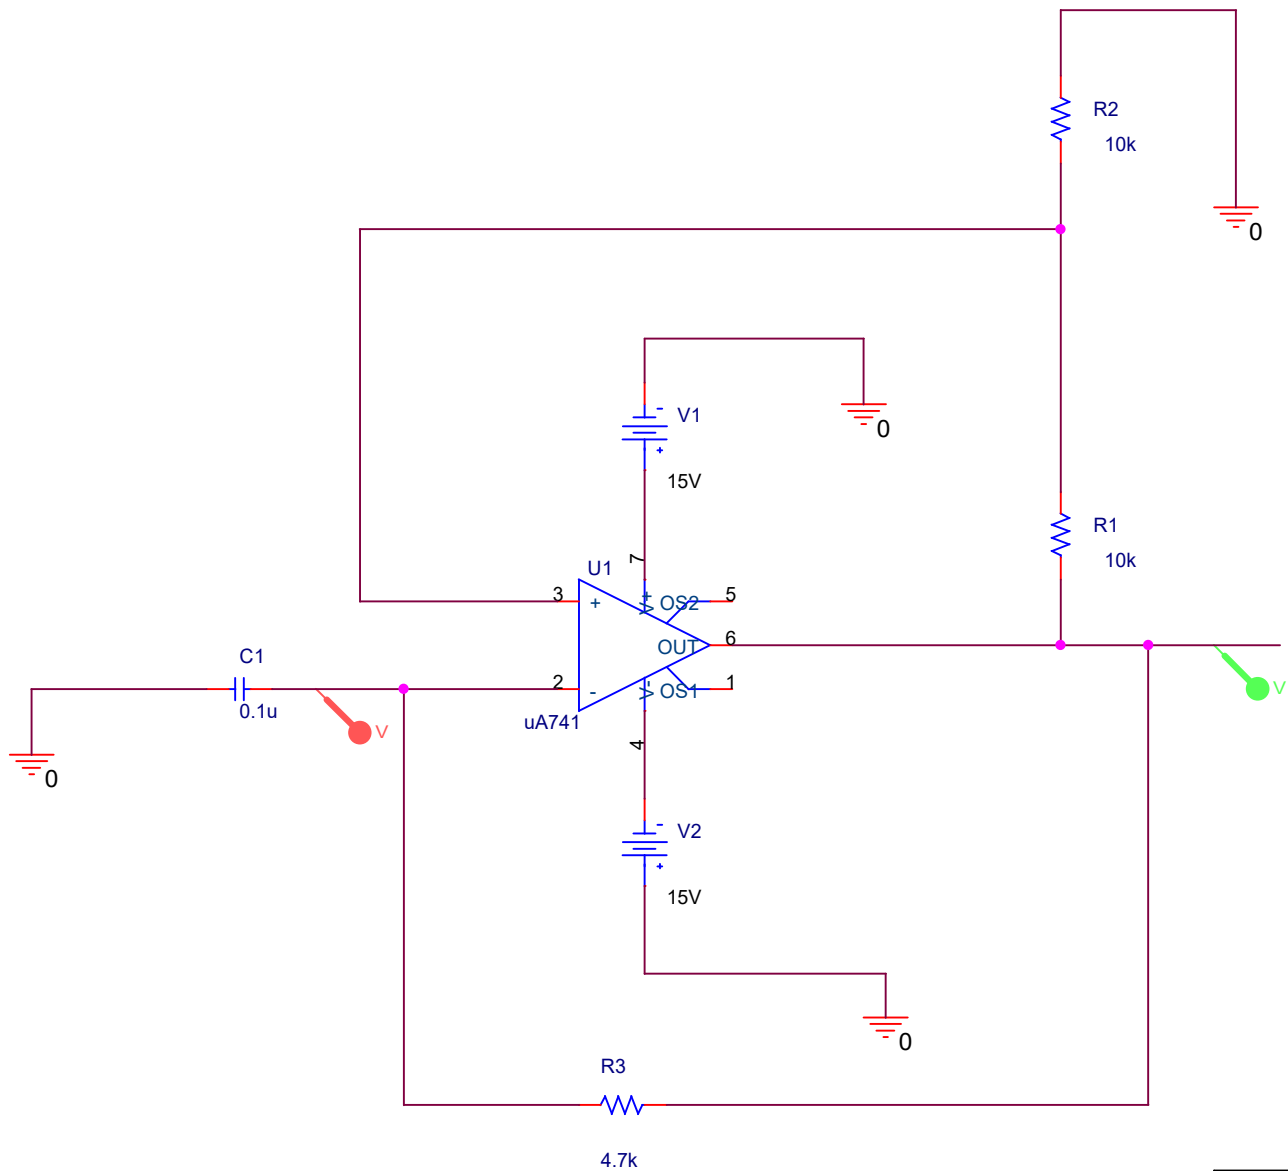 R2
10k
0
-
V1
0
+
15V
7
U1
R1
10k
3
+
V+
OS2
5
OUT
6
C1
0.1u
2
-
V-
OS1
1
uA741
V
V
4
0
-
V2
+
15V
0
R3
4.7k